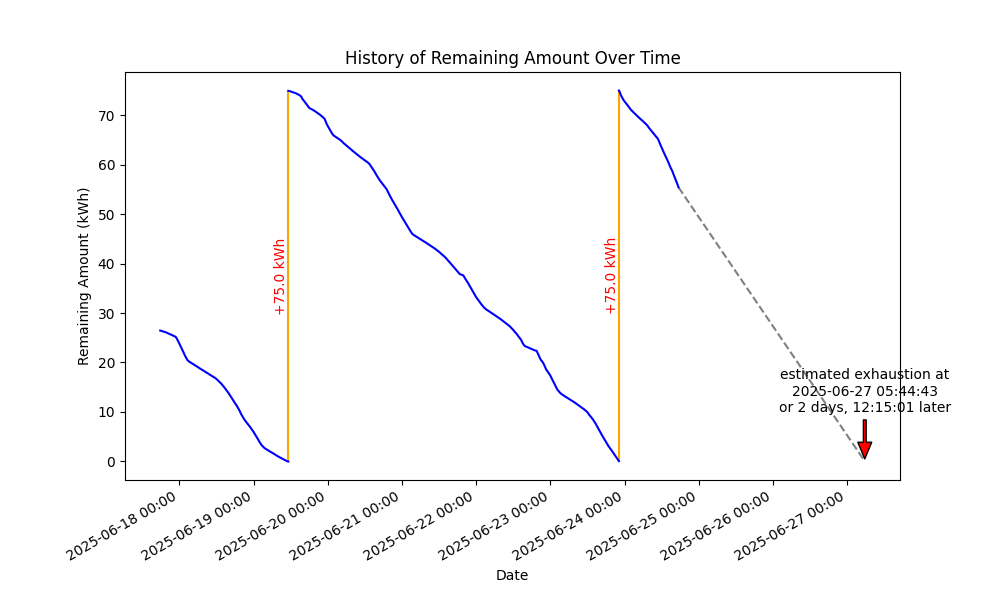 History of Remaining Amount Over Time
Remaining Amount (kWh)
70
60
50
40
30
20
10
0
+75.0 kWh
+75.0 kWh
estimated exhaustion at
2025-06-27 05:44:43
or 2 days, 12:15:01 later
2025-06-18 00:00
2025-06-19 00:00
2025-06-20 00:00
2025-06-21 00:00
2025-06-22 00:00
2025-06-23 00:00
2025-06-24 00:00
2025-06-25 00:00
2025-06-26 00:00
2025-06-27 00:00
Date